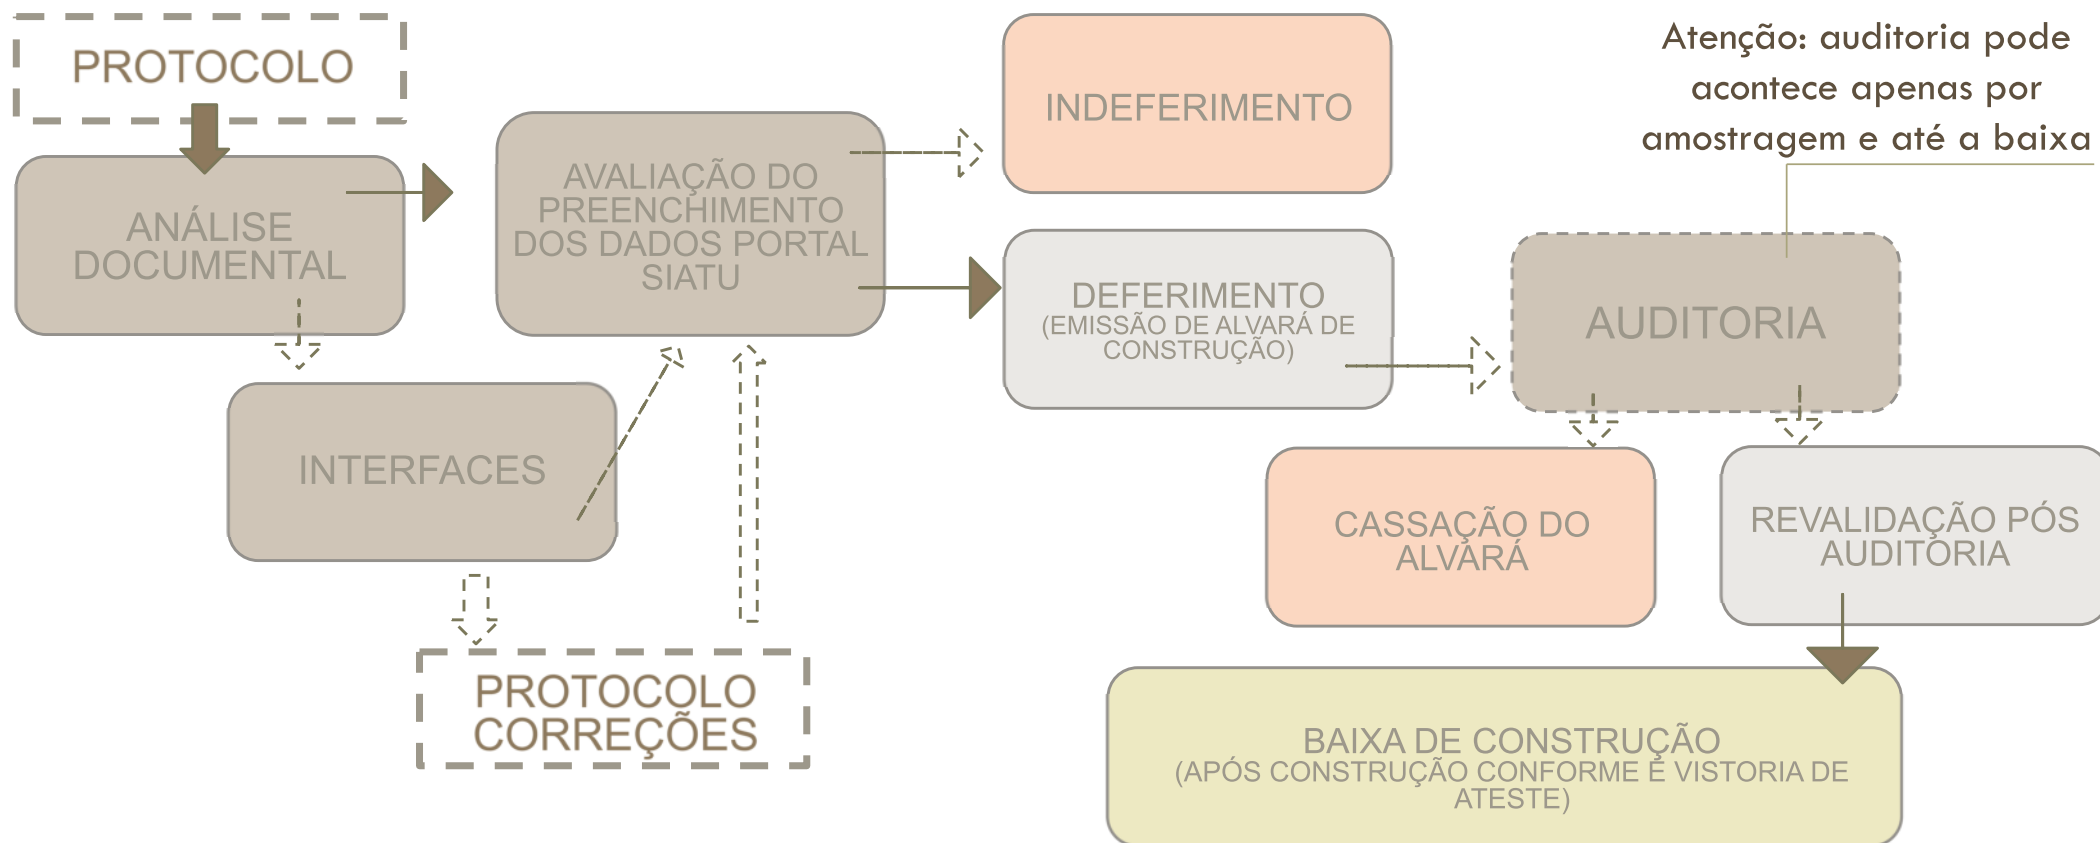 PROTOCOLO
ANÁLISE
DOCUMENTAL
INTERFACES
PROTOCOLO
CORREÇÕES
AVALIAÇÃO DO
PREENCHIMENTO
DOS DADOS PORTAL
SIATU
INDEFERIMENTO
DEFERIMENTO
(EMISSÃO DE ALVARÁ DE
CONSTRUÇÃO)
Atenção: auditoria pode
acontece apenas por
amostragem e até a baixa
AUDITORIA
CASSAÇÃO DO
ALVARÁ
REVALIDAÇÃO PÓS
AUDITORIA
BAIXA DE CONSTRUÇÃO
(APÓS CONSTRUÇÃO CONFORME E VISTORIA DE
ATESTE)